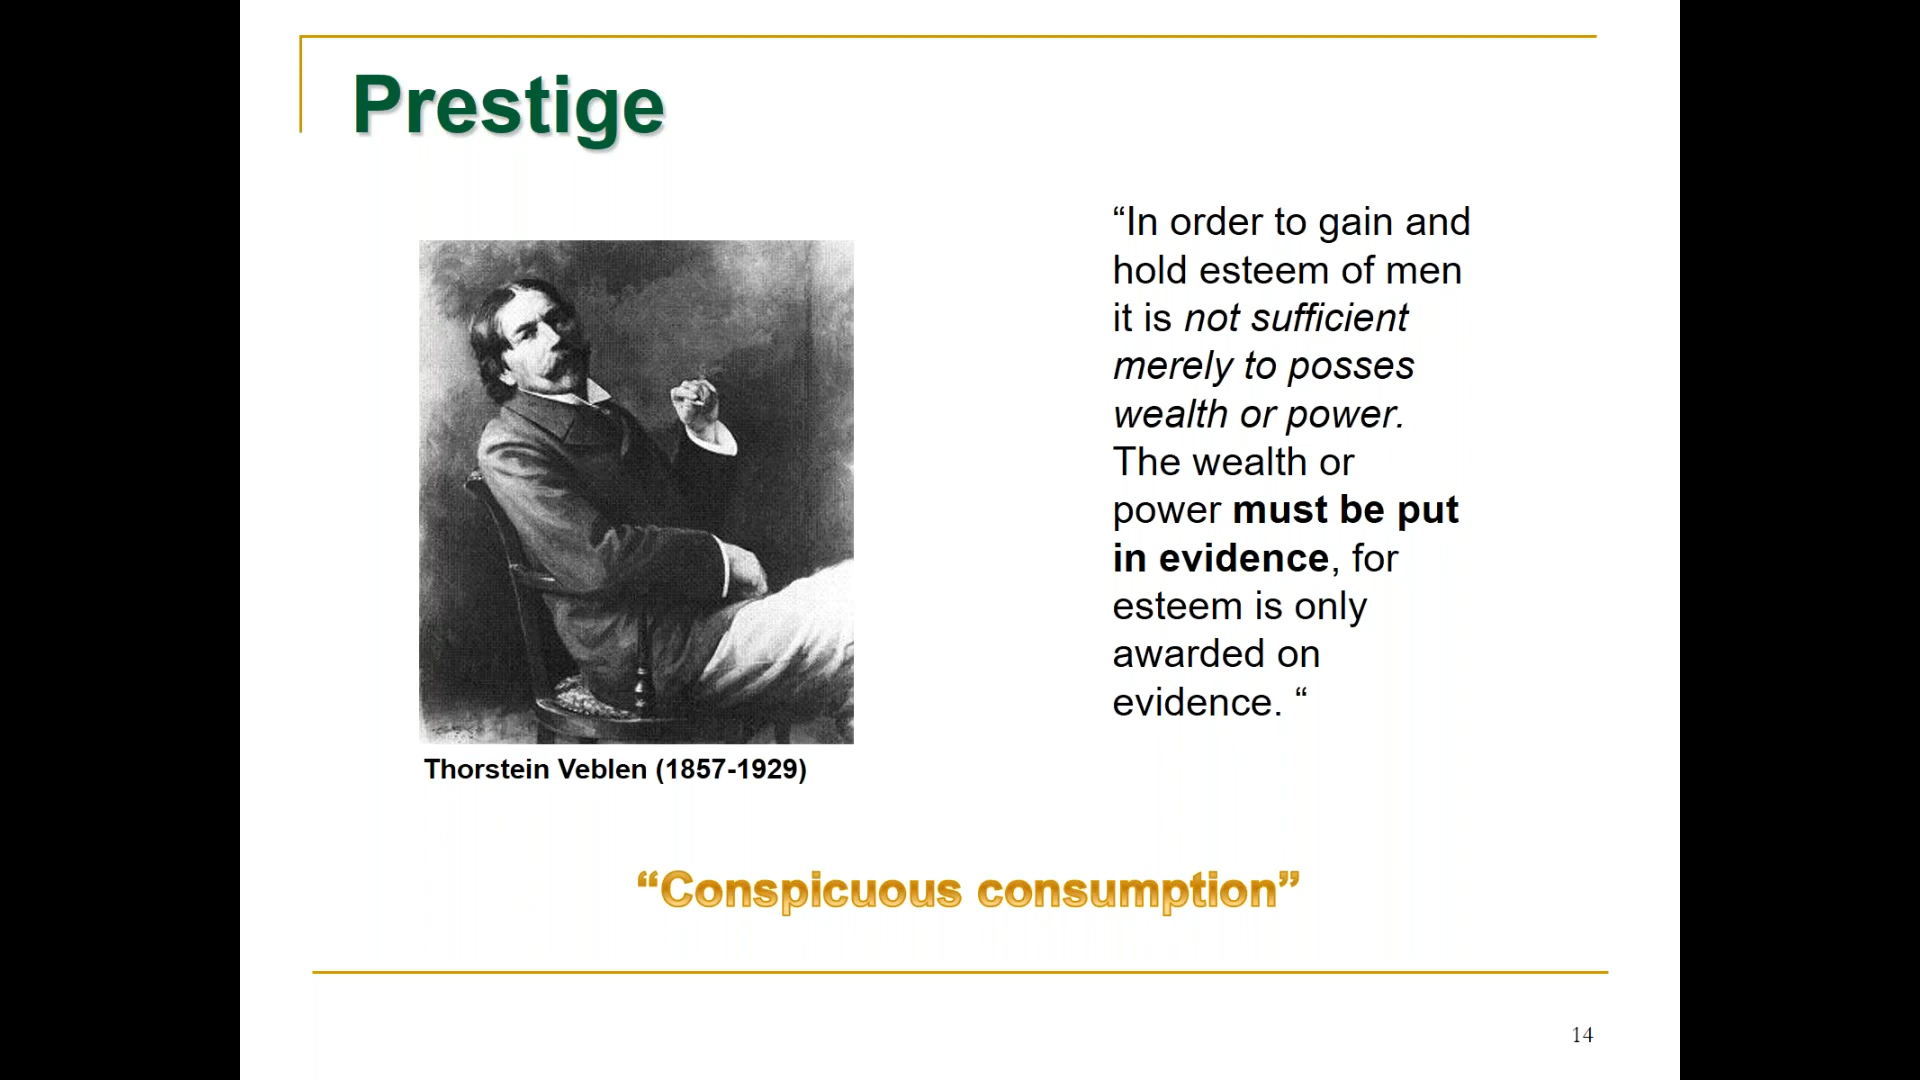 Prestige
“In order to gain and
hold esteem of men
it is not sufficient
merely to posses
wealth or power.
The wealth or
power must be put
in evidence, for
esteem is only
awarded on
evidence. “
Thorstein Veblen (1857-1929)
“Conspicuous consumption”
14